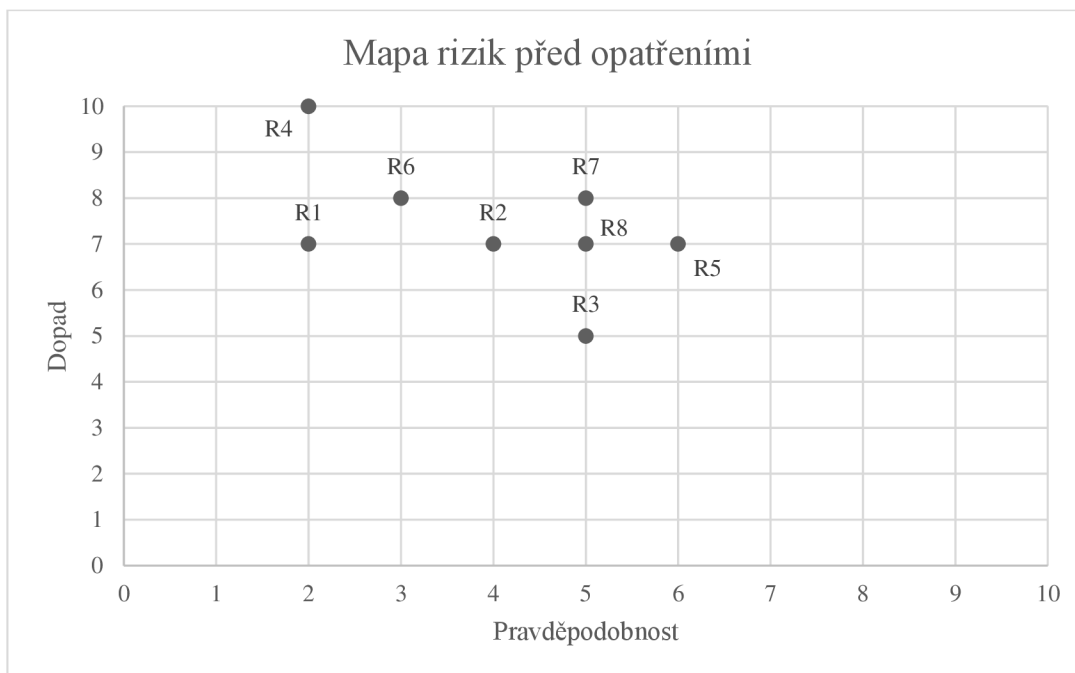 Mapa rizik před opatřeními
10
R4
9
R6
R7
8
R1
R2
R8
7
R5
6
R3
5
4
3
2
1
0
Dopad
0 1 2 3 4 5 6 7 8 9 10
Pravděpodobnost